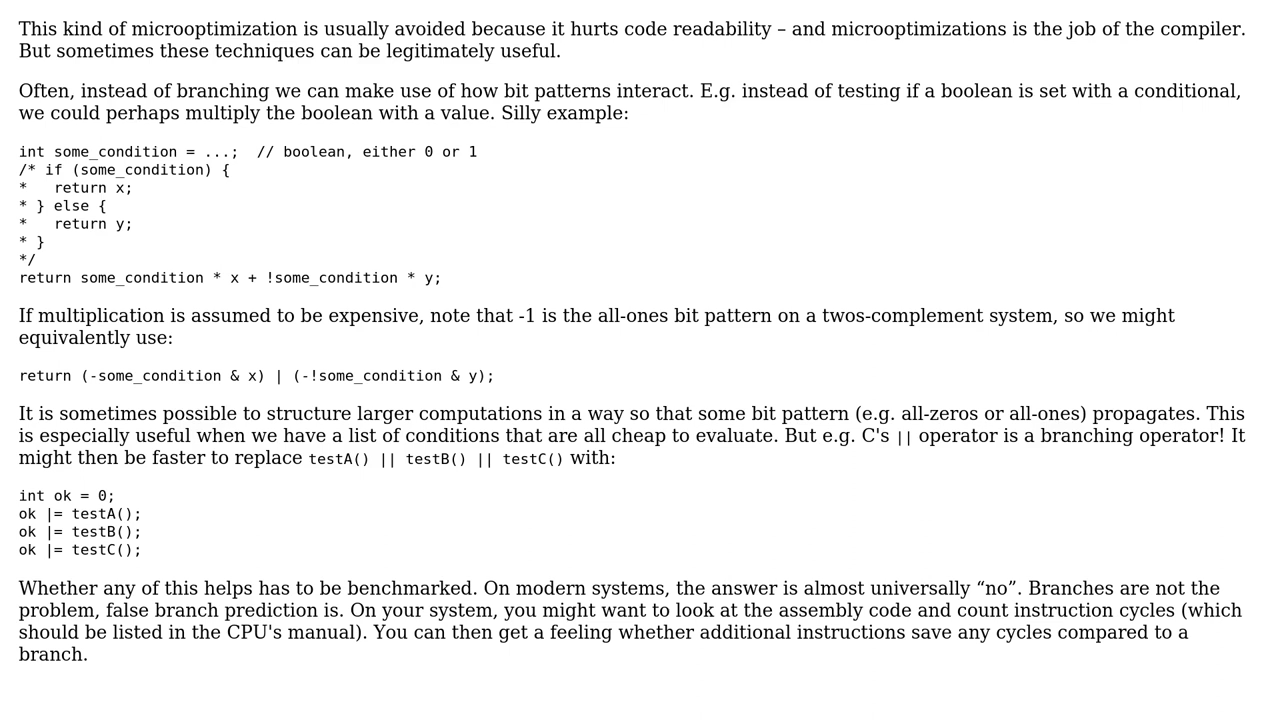 This kind of microoptimization is usually avoided because it hurts code readability – and microoptimizations is the job of the compiler.
But sometimes these techniques can be legitimately useful.
Often, instead of branching we can make use of how bit patterns interact. E.g. instead of testing if a boolean is set with a conditional,
we could perhaps multiply the boolean with a value. Silly example:
int some_condition = ...;  // boolean, either 0 or 1
/* if (some_condition) {
*   return x;
* } else {
*   return y;
* }
*/
return some_condition * x + !some_condition * y;
If multiplication is assumed to be expensive, note that -1 is the all-ones bit pattern on a twos-complement system, so we might
equivalently use:
return (-some_condition & x) | (-!some_condition & y);
It is sometimes possible to structure larger computations in a way so that some bit pattern (e.g. all-zeros or all-ones) propagates. This
is especially useful when we have a list of conditions that are all cheap to evaluate. But e.g. C's || operator is a branching operator! It
might then be faster to replace testA() || testB() || testC() with:
int ok = 0;
ok |= testA();
ok |= testB();
ok |= testC();
Whether any of this helps has to be benchmarked. On modern systems, the answer is almost universally “no”. Branches are not the
problem, false branch prediction is. On your system, you might want to look at the assembly code and count instruction cycles (which
should be listed in the CPU's manual). You can then get a feeling whether additional instructions save any cycles compared to a
branch.